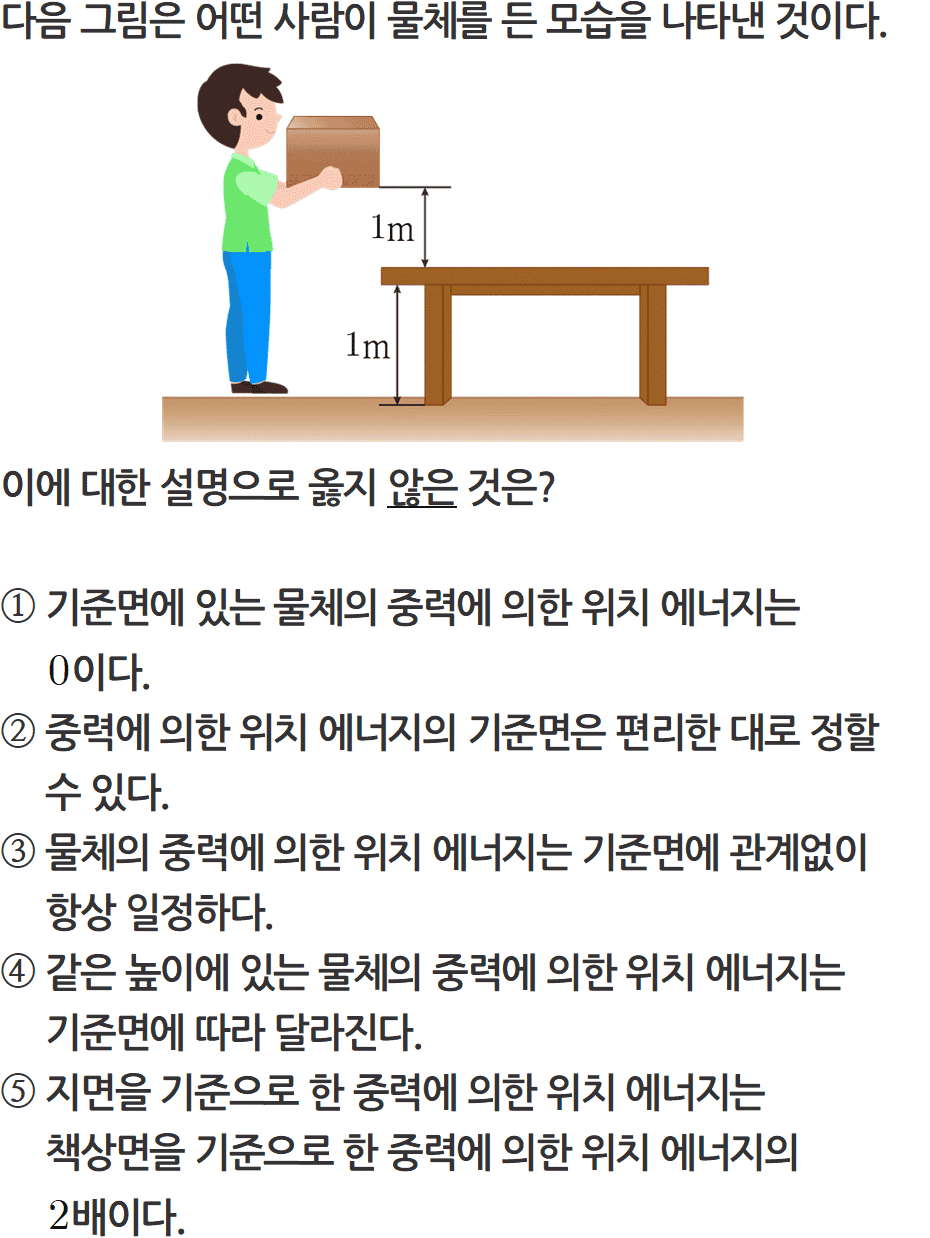 다음 그림은 어떤 사람이 물체를 든 모습을 나타낸 것이다.
1m
1m
이에 대한 설명으로 옳지 않은 것은?
① 기준면에 있는 물체의 중력에 의한 위치 에너지는
0이다.
② 중력에 의한 위치 에너지의 기준면은 편리한 대로 정할
수 있다.
③ 물체의 중력에 의한 위치 에너지는 기준면에 관계없이
항상 일정하다.
④ 같은 높이에 있는 물체의 중력에 의한 위치 에너지는
기준면에 따라 달라진다.
⑤ 지면을 기준으로 한 중력에 의한 위치 에너지는
책상면을 기준으로 한 중력에 의한 위치 에너지의
2배이다.